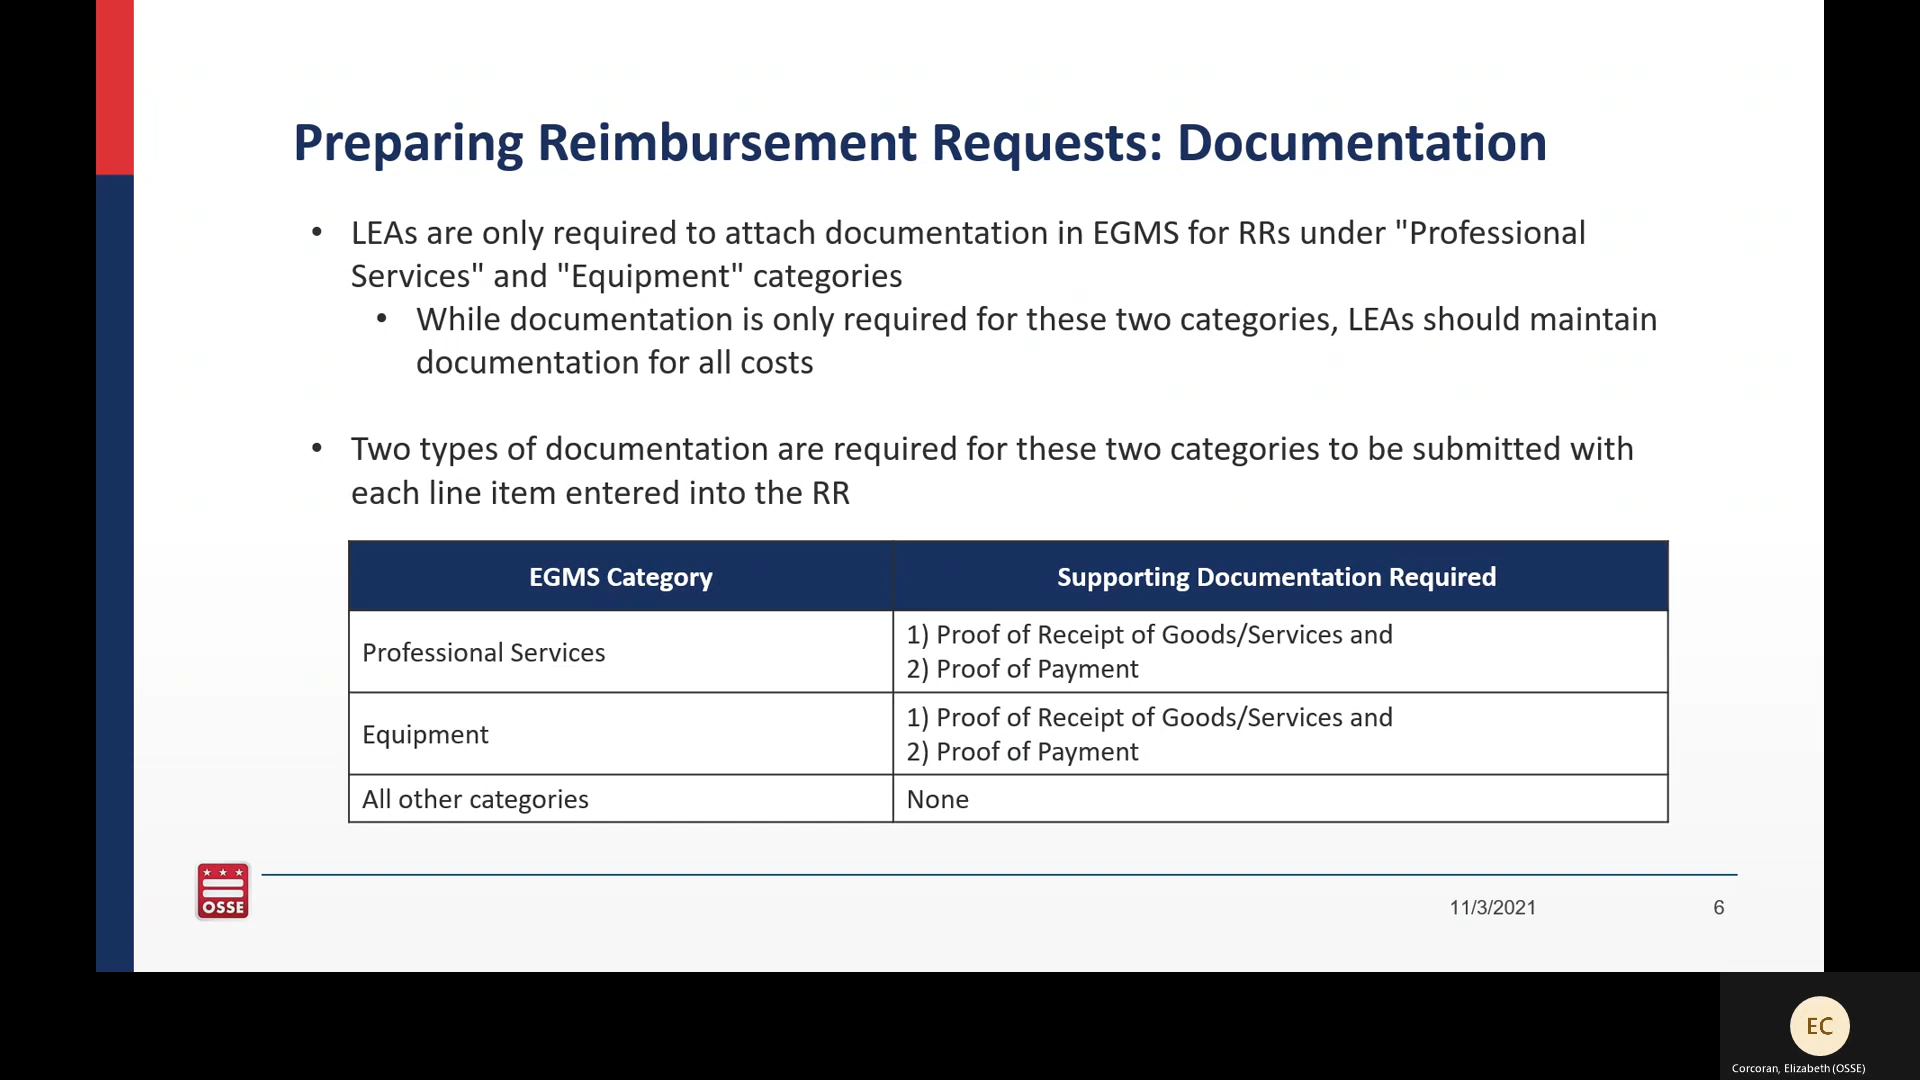 Preparing Reimbursement Requests: Documentation
• LEAs are only required to attach documentation in EGMS for RRs under "Professional
Services" and "Equipment" categories
• While documentation is only required for these two categories, LEAs should maintain
documentation for all costs
• Two types of documentation are required for these two categories to be submitted with
each line item entered into the RR
EGMS Category
Supporting Documentation Required
Professional Services
1) Proof of Receipt of Goods/Services and
2) Proof of Payment
Equipment
1) Proof of Receipt of Goods/Services and
2) Proof of Payment
All other categories
None
OSSE
11/3/2021
6
EC
Corcoran, Elizabeth (OSSE)